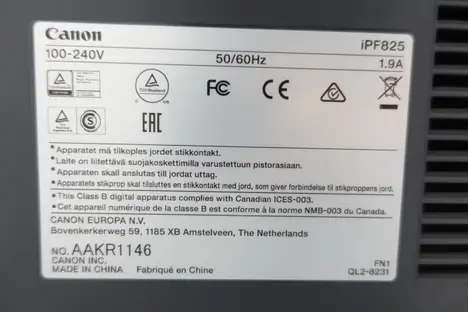 Canon
iPF825
100-240V
50/60Hz
1.9A
FC
CE
EAC
S
•Apparatet må tilkoples jordet stikkontakt.
•Laite on liitettävä suojakoskettimilla varustettuun pistorasiaan.
•Apparaten skall anslutas till jordat uttag.
•Apparatets stikprop skal tilsluttes en stikkontakt med jord, som giver forbindelse til stikproppens jord.
•This Class B digital apparatus complies with Canadian ICES-003.
•Cet appareil numérique de la classe B est conforme à la norme NMB-003 du Canada.
CANON EUROPA N.V.
Bovenkerkerweg 59, 1185 XB Amstelveen, The Netherlands
NO. AAKR1146
CANON INC.
MADE IN CHINA Fabriqué en Chine
FN1
QL2-8231